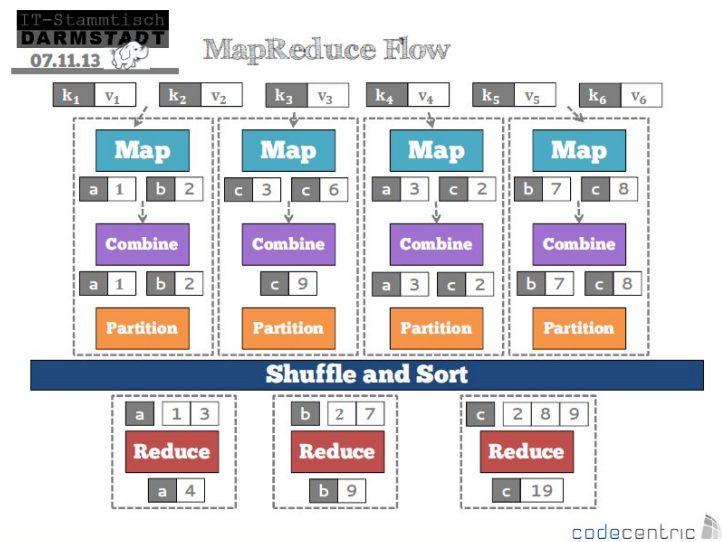 IT-Stammtisch
DARMSTADT
07.11.13
MapReduce Flow
k1 v1 k2 v2 k3 v3 k4 v4 k5 v5 k6 v6
Map Map Map Map
a 1 b 2 c 3 c 6 a 3 c 2 b 7 c 8
Combine Combine Combine Combine
a 1 b 2 c 9 a 3 c 2 b 7 c 8
Partition Partition Partition Partition
Shuffle and Sort
a 1 3 b 2 7 c 2 8 9
Reduce Reduce Reduce
a 4 b 9 c 19
codecentric